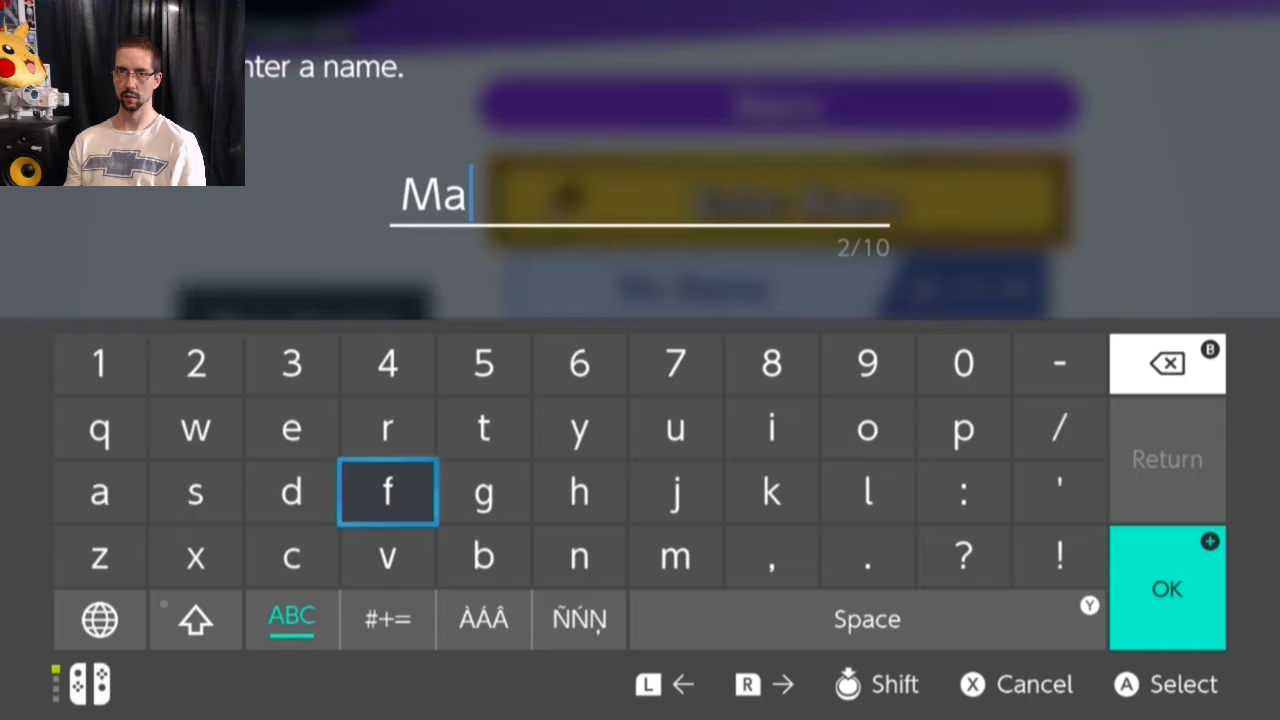 nter a name.
Ma
2/10
1 2 3 4 5 6 7 8 9 0 - B
q w e r t y u i o p / Return
a s d f g h j k l : '
z x c v b n m , . ? ! + OK
ABC #+= ÀÁÂ ÑŃŅ Space Y
L ← R → Shift X Cancel A Select